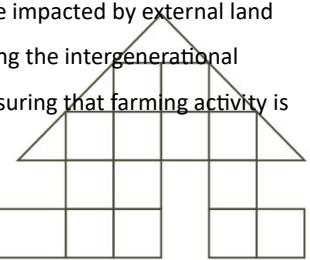 e impacted by external land
ng the intergenerational
suring that farming activity is